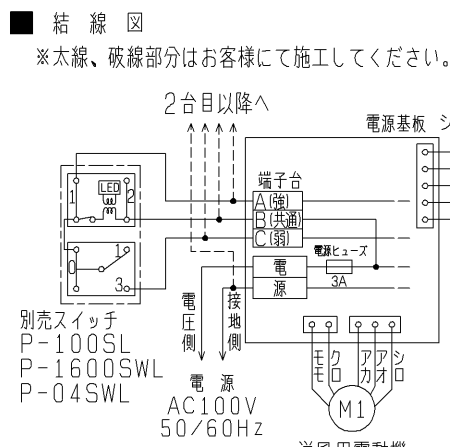 ■ 結線図
※太線、破線部分はお客様にて施工してください。
2台目以降へ
電源基板
端子台
LED
1
2
A(強)
B(共通)
C(弱)
0
1
3
電
源
電源ヒューズ
3A
電圧側
接地側
別売スイッチ
P-100SL
P-1600SWL
P-04SWL
電 源
AC100V
50/60Hz
モモ
クロ
アカ
アオ
シロ
M1